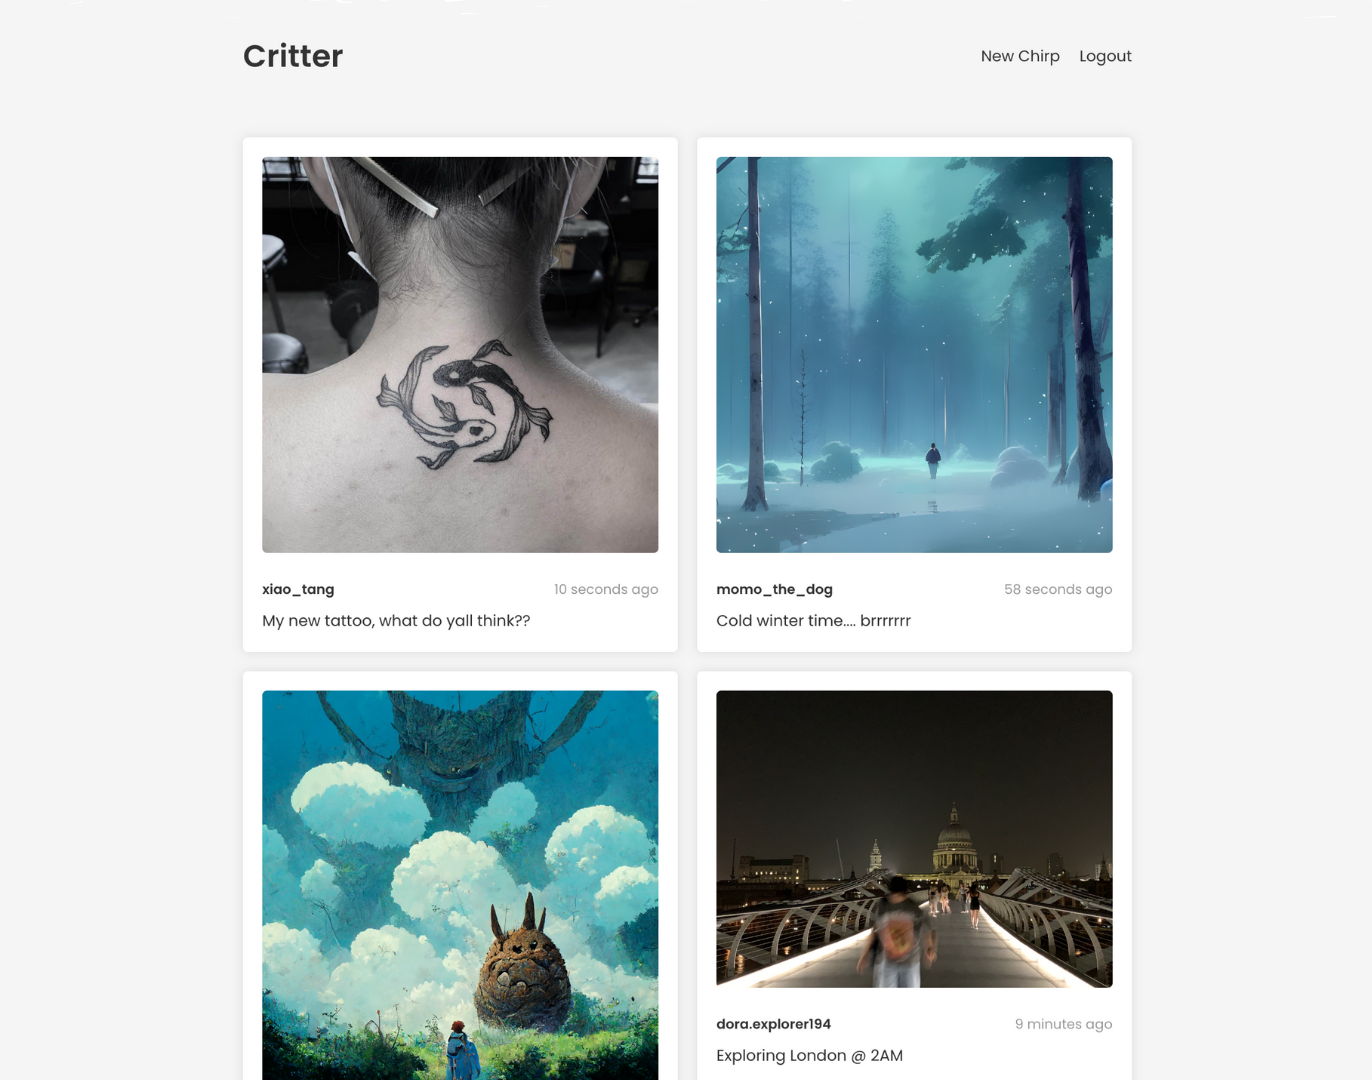 Critter
New Chirp
Logout
xiao_tang
10 seconds ago
My new tattoo, what do yall think??
momo_the_dog
58 seconds ago
Cold winter time.... brrrrrrr
dora.explorer194
9 minutes ago
Exploring London @ 2AM